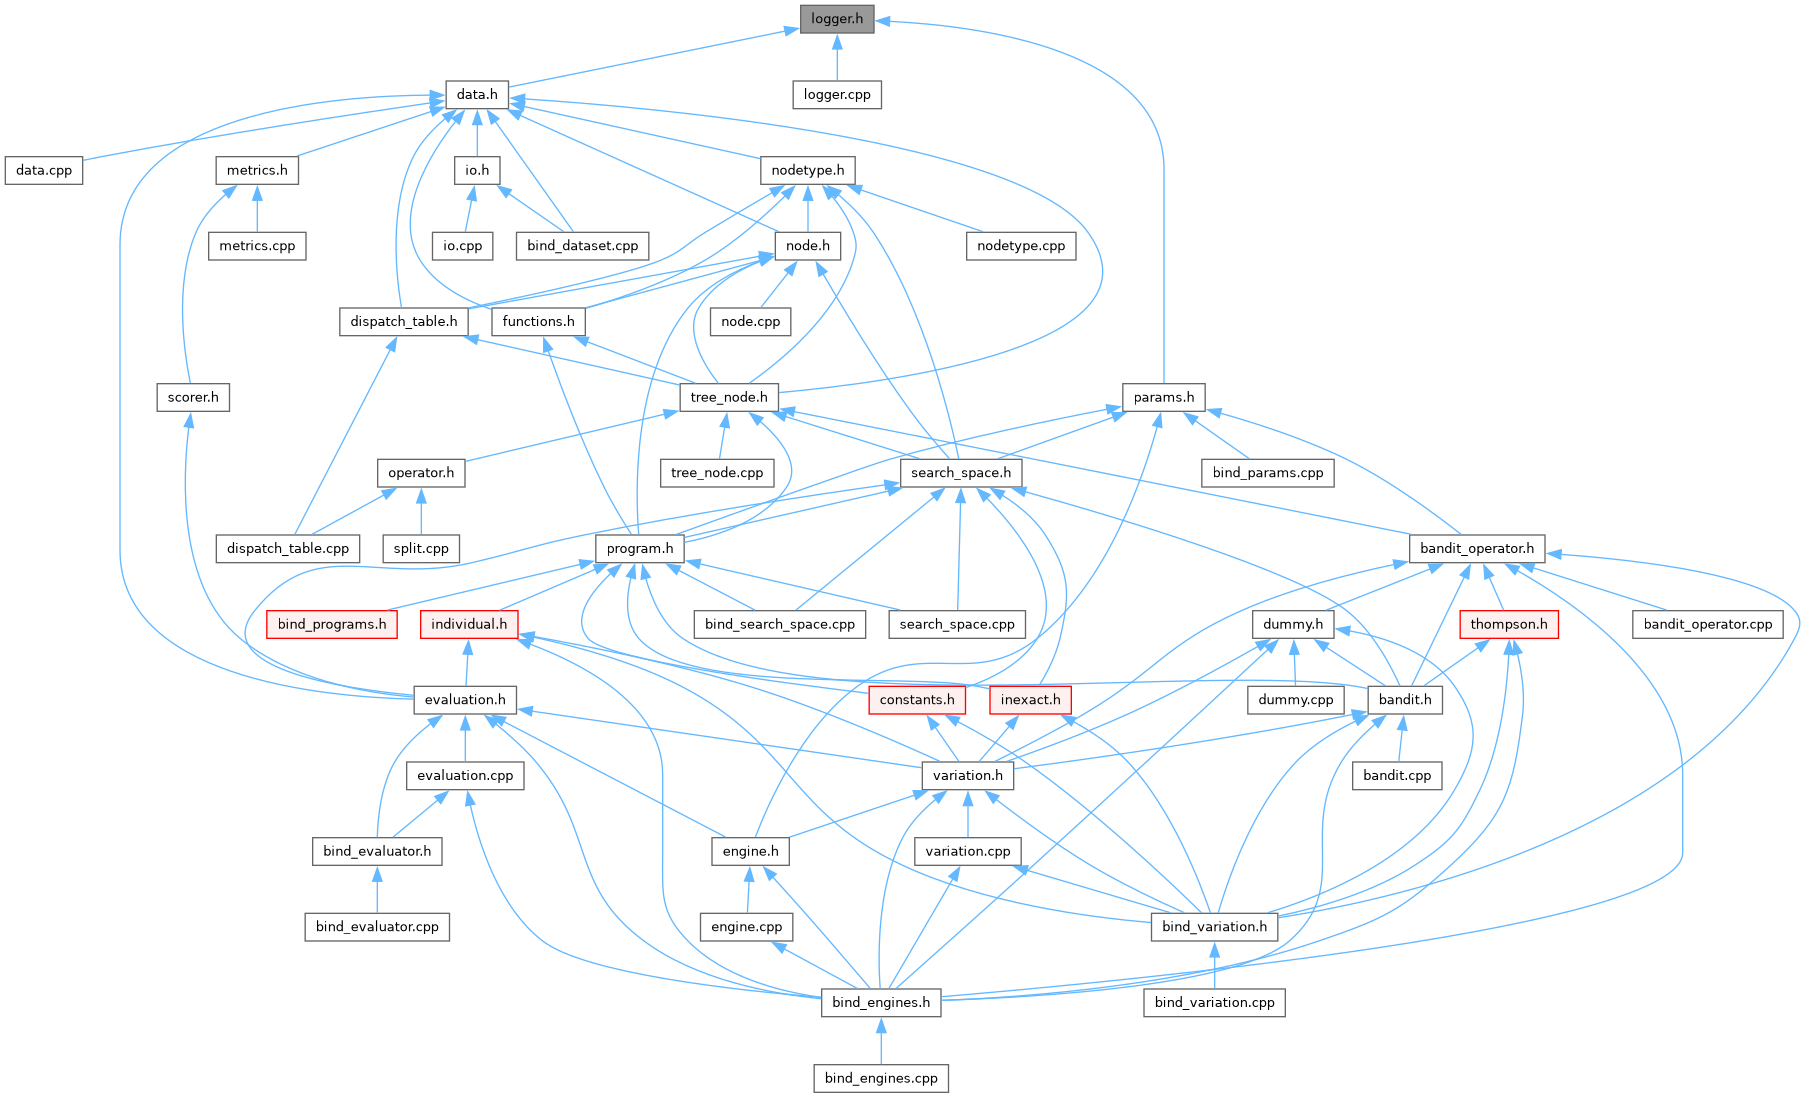 logger.h
data.h
logger.cpp
data.cpp
metrics.h
io.h
nodetype.h
metrics.cpp
io.cpp
bind_dataset.cpp
node.h
nodetype.cpp
dispatch_table.h
functions.h
node.cpp
scorer.h
tree_node.h
params.h
operator.h
tree_node.cpp
search_space.h
bind_params.cpp
dispatch_table.cpp
split.cpp
program.h
bandit_operator.h
bind_programs.h
individual.h
bind_search_space.cpp
search_space.cpp
dummy.h
thompson.h
bandit_operator.cpp
evaluation.h
constants.h
inexact.h
dummy.cpp
bandit.h
evaluation.cpp
variation.h
bandit.cpp
bind_evaluator.h
engine.h
variation.cpp
bind_evaluator.cpp
engine.cpp
bind_variation.h
bind_engines.h
bind_variation.cpp
bind_engines.cpp